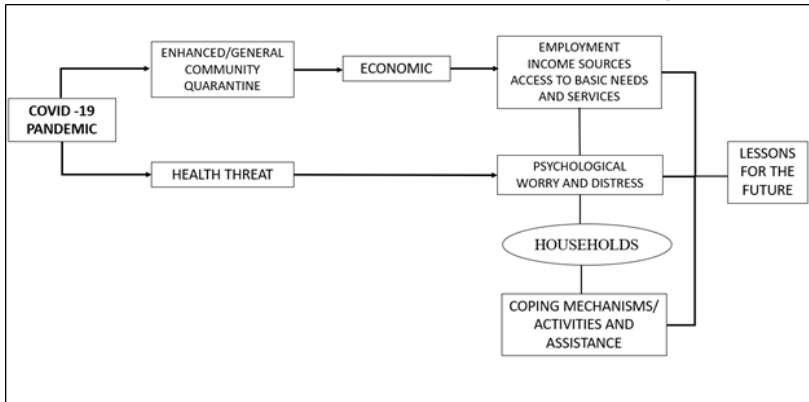 COVID -19
PANDEMIC
ENHANCED/GENERAL
COMMUNITY
QUARANTINE
ECONOMIC
EMPLOYMENT
INCOME SOURCES
ACCESS TO BASIC NEEDS
AND SERVICES
HEALTH THREAT
PSYCHOLOGICAL
WORRY AND DISTRESS
HOUSEHOLDS
COPING MECHANISMS/
ACTIVITIES AND
ASSISTANCE
LESSONS
FOR THE
FUTURE